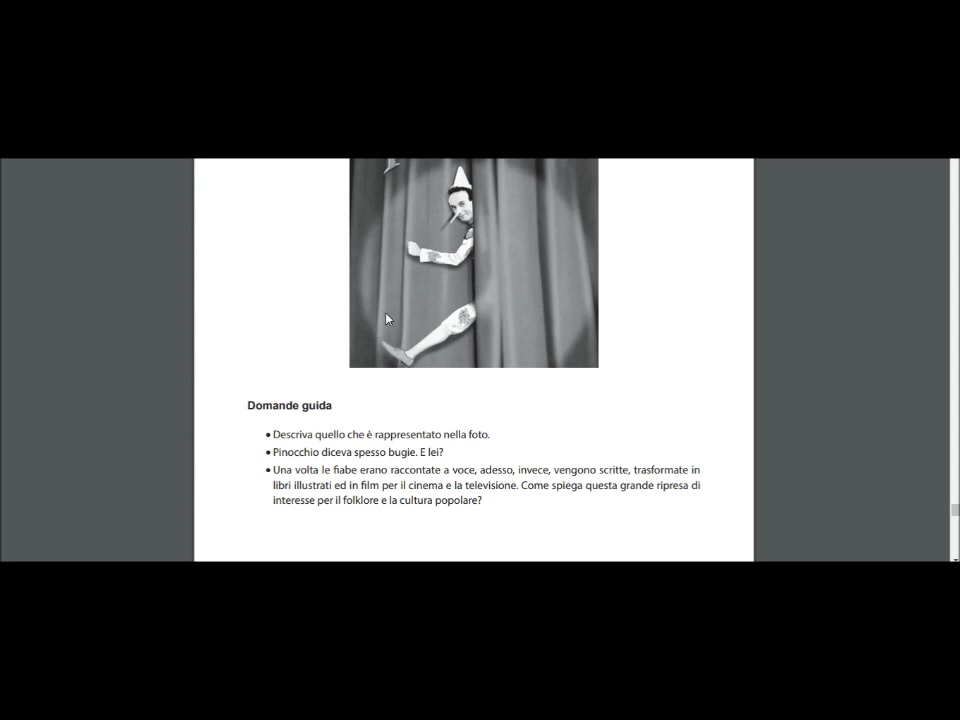 Domande guida
• Descriva quello che è rappresentato nella foto.
• Pinocchio diceva spesso bugie. E lei?
• Una volta le fiabe erano raccontate a voce, adesso, invece, vengono scritte, trasformate in
libri illustrati ed in film per il cinema e la televisione. Come spiega questa grande ripresa di
interesse per il folklore e la cultura popolare?